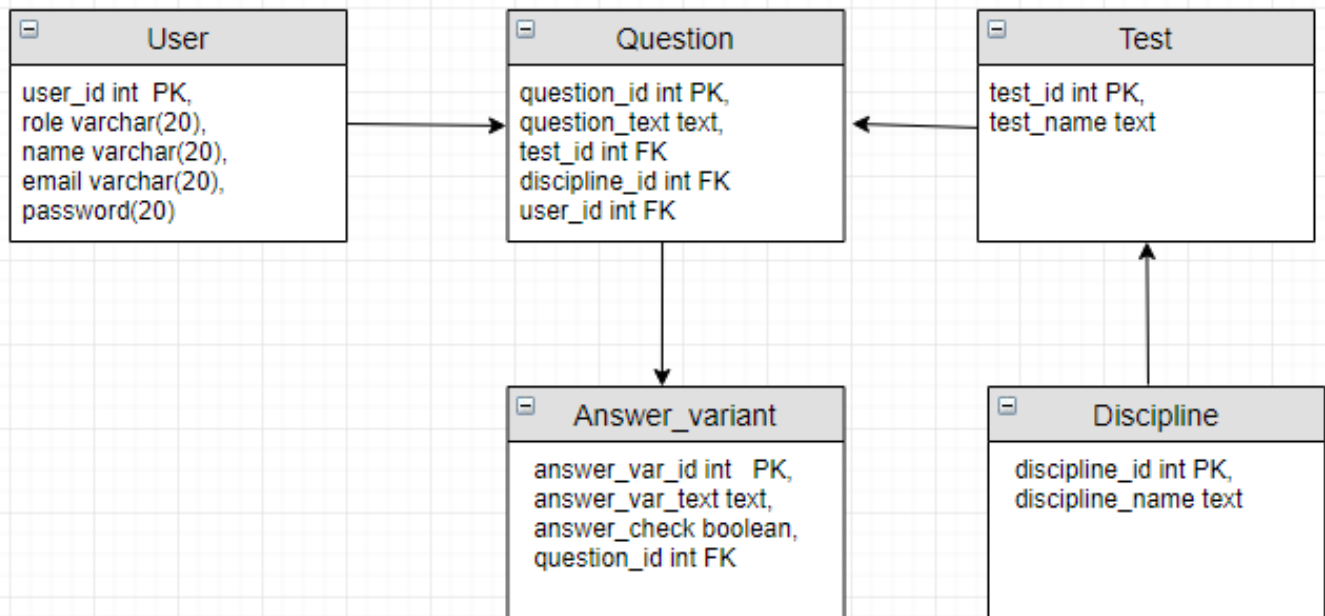 User
user_id int  PK,
role varchar(20),
name varchar(20),
email varchar(20),
password(20)
Question
question_id int PK,
question_text text,
test_id int FK
discipline_id int FK
user_id int FK
Test
test_id int PK,
test_name text
Answer_variant
answer_var_id int   PK,
answer_var_text text,
answer_check boolean,
question_id int FK
Discipline
discipline_id int PK,
discipline_name text